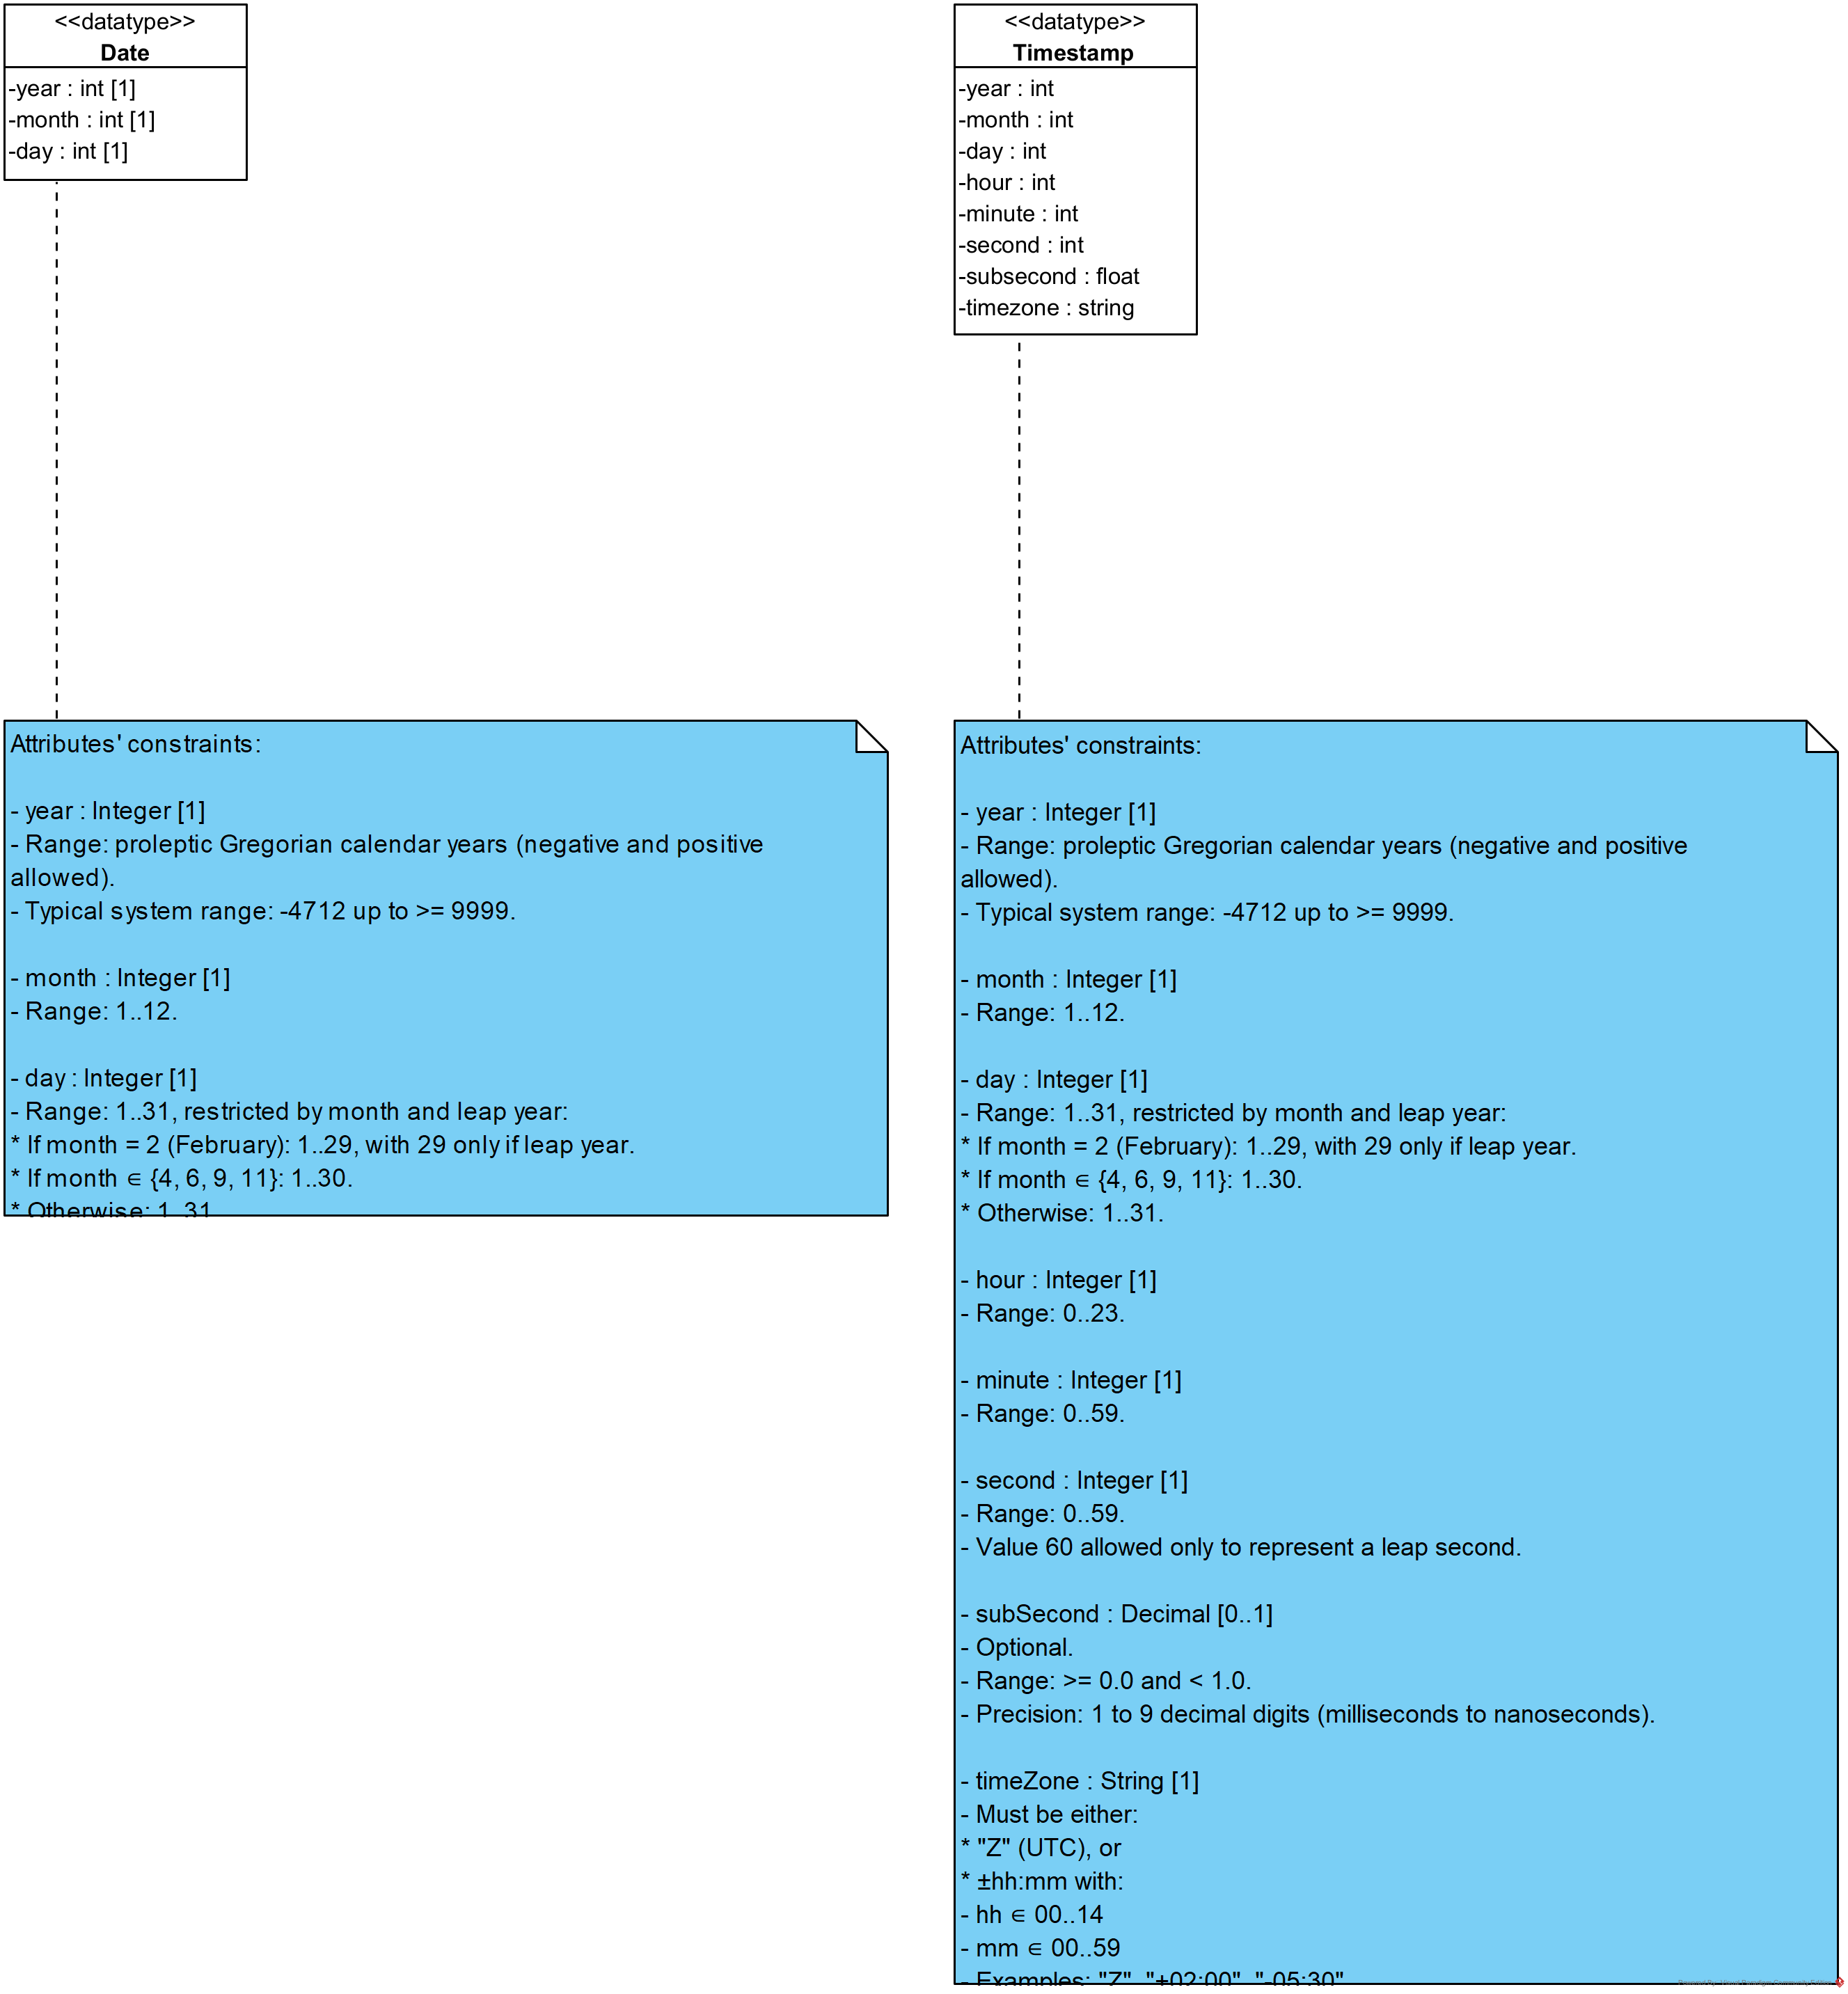 <<datatype>>
Date
-year : int [1]
-month : int [1]
-day : int [1]
<<datatype>>
Timestamp
-year : int
-month : int
-day : int
-hour : int
-minute : int
-second : int
-subsecond : float
-timezone : string
Attributes' constraints:
- year : Integer [1]
- Range: proleptic Gregorian calendar years (negative and positive
allowed).
- Typical system range: -4712 up to >= 9999.
- month : Integer [1]
- Range: 1..12.
- day : Integer [1]
- Range: 1..31, restricted by month and leap year:
* If month = 2 (February): 1..29, with 29 only if leap year.
* If month ∈ {4, 6, 9, 11}: 1..30.
* Otherwise: 1..31
Attributes' constraints:
- year : Integer [1]
- Range: proleptic Gregorian calendar years (negative and positive
allowed).
- Typical system range: -4712 up to >= 9999.
- month : Integer [1]
- Range: 1..12.
- day : Integer [1]
- Range: 1..31, restricted by month and leap year:
* If month = 2 (February): 1..29, with 29 only if leap year.
* If month ∈ {4, 6, 9, 11}: 1..30.
* Otherwise: 1..31.
- hour : Integer [1]
- Range: 0..23.
- minute : Integer [1]
- Range: 0..59.
- second : Integer [1]
- Range: 0..59.
- Value 60 allowed only to represent a leap second.
- subSecond : Decimal [0..1]
- Optional.
- Range: >= 0.0 and < 1.0.
- Precision: 1 to 9 decimal digits (milliseconds to nanoseconds).
- timeZone : String [1]
- Must be either:
* "Z" (UTC), or
* ±hh:mm with:
- hh ∈ 00..14
- mm ∈ 00..59
- Examples: "Z", "+02:00", "-05:30"